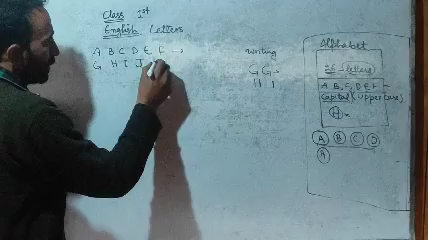 Class 1st
English Letters
A B C D E F →
G H I J
writing
G G
H I
Alphabet
26 Letters
A B, C, D E F -
Capital (Upper case)
A B C D
A